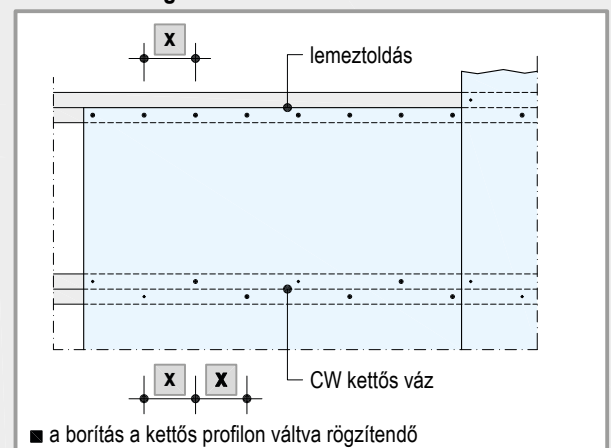 x
lemeztoldás
x x
CW kettős váz
■ a borítás a kettős profilon váltva rögzítendő